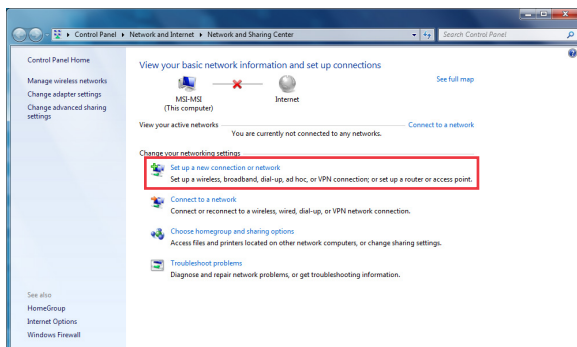 Control Panel ▸ Network and Internet ▸ Network and Sharing Center
Search Control Panel
Control Panel Home
Manage wireless networks
Change adapter settings
Change advanced sharing
settings
See also
HomeGroup
Internet Options
Windows Firewall
View your basic network information and set up connections
See full map
MSI-MSI
(This computer)
Internet
View your active networks
Connect to a network
You are currently not connected to any networks.
Change your networking settings
Set up a new connection or network
Set up a wireless, broadband, dial-up, ad hoc, or VPN connection; or set up a router or access point.
Connect to a network
Connect or reconnect to a wireless, wired, dial-up, or VPN network connection.
Choose homegroup and sharing options
Access files and printers located on other network computers, or change sharing settings.
Troubleshoot problems
Diagnose and repair network problems, or get troubleshooting information.